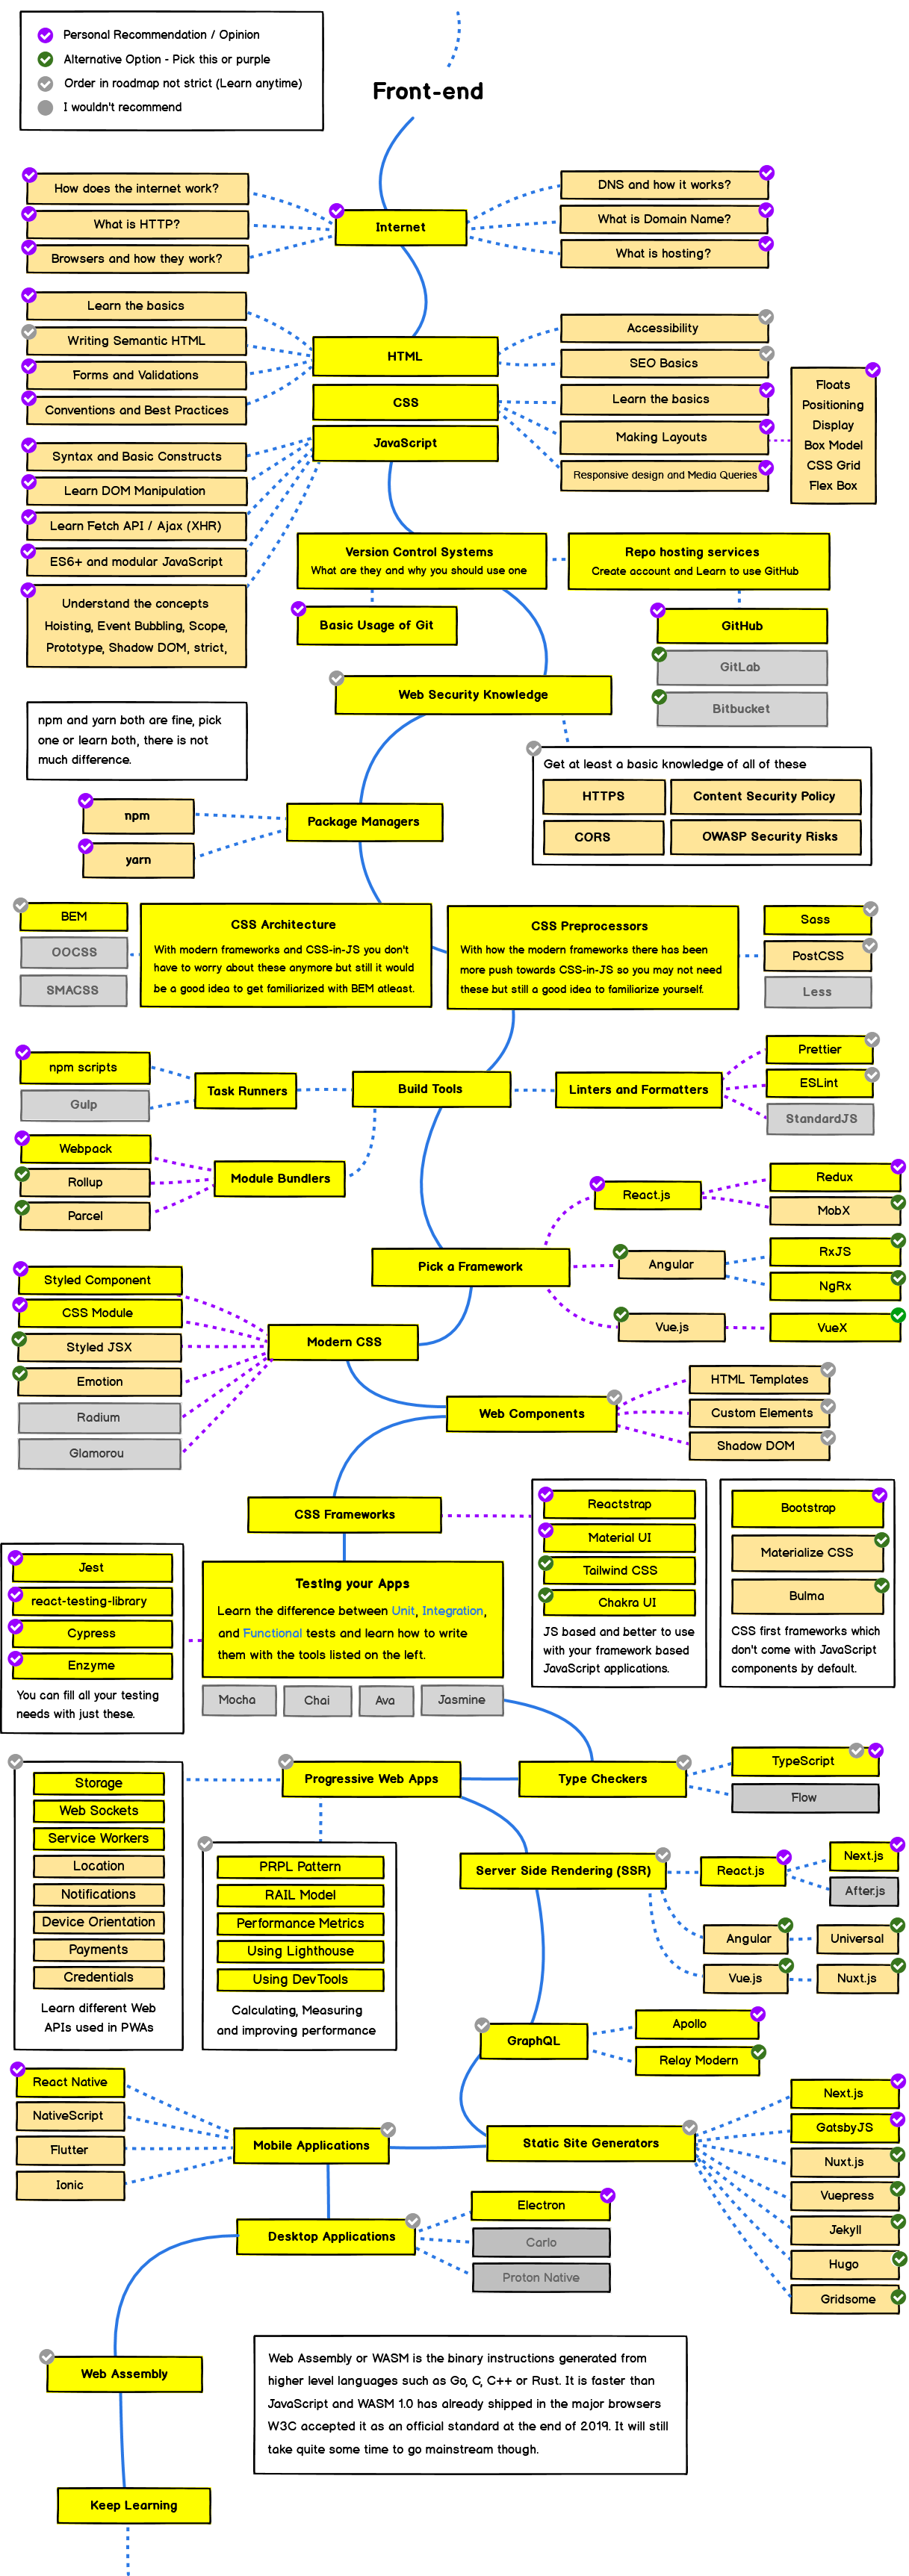 Personal Recommendation / Opinion
Alternative Option - Pick this or purple
Order in roadmap not strict (Learn anytime)
I wouldn't recommend
Front-end
How does the internet work?
What is HTTP?
Browsers and how they work?
Internet
DNS and how it works?
What is Domain Name?
What is hosting?
Learn the basics
Writing Semantic HTML
Forms and Validations
Conventions and Best Practices
HTML
Accessibility
SEO Basics
CSS
Learn the basics
Making Layouts
Responsive design and Media Queries
Floats
Positioning
Display
Box Model
CSS Grid
Flex Box
JavaScript
Syntax and Basic Constructs
Learn DOM Manipulation
Learn Fetch API / Ajax (XHR)
ES6+ and modular JavaScript
Understand the concepts
Hoisting, Event Bubbling, Scope,
Prototype, Shadow DOM, strict,
Version Control Systems
What are they and why you should use one
Repo hosting services
Create account and Learn to use GitHub
Basic Usage of Git
GitHub
GitLab
Bitbucket
Web Security Knowledge
Get at least a basic knowledge of all of these
HTTPS
Content Security Policy
CORS
OWASP Security Risks
npm and yarn both are fine, pick
one or learn both, there is not
much difference.
npm
yarn
Package Managers
BEM
OOCSS
SMACSS
CSS Architecture
With modern frameworks and CSS-in-JS you don't
have to worry about these anymore but still it would
be a good idea to get familiarized with BEM atleast.
CSS Preprocessors
With how the modern frameworks there has been
more push towards CSS-in-JS so you may not need
these but still a good idea to familiarize yourself.
Sass
PostCSS
Less
npm scripts
Gulp
Task Runners
Build Tools
Linters and Formatters
Prettier
ESLint
StandardJS
Webpack
Rollup
Parcel
Module Bundlers
Pick a Framework
React.js
Redux
MobX
Angular
RxJS
NgRx
Vue.js
VueX
Styled Component
CSS Module
Styled JSX
Emotion
Radium
Glamorou
Modern CSS
Web Components
HTML Templates
Custom Elements
Shadow DOM
CSS Frameworks
Reactstrap
Material UI
Tailwind CSS
Chakra UI
JS based and better to use
with your framework based
JavaScript applications.
Bootstrap
Materialize CSS
Bulma
CSS first frameworks which
don't come with JavaScript
components by default.
Jest
react-testing-library
Cypress
Enzyme
You can fill all your testing
needs with just these.
Testing your Apps
Learn the difference between Unit, Integration,
and Functional tests and learn how to write
them with the tools listed on the left.
Mocha
Chai
Ava
Jasmine
Type Checkers
TypeScript
Flow
Progressive Web Apps
Storage
Web Sockets
Service Workers
Location
Notifications
Device Orientation
Payments
Credentials
Learn different Web
APIs used in PWAs
PRPL Pattern
RAIL Model
Performance Metrics
Using Lighthouse
Using DevTools
Calculating, Measuring
and improving performance
Server Side Rendering (SSR)
React.js
Next.js
After.js
Angular
Universal
Vue.js
Nuxt.js
GraphQL
Apollo
Relay Modern
Static Site Generators
Next.js
GatsbyJS
Nuxt.js
Vuepress
Jekyll
Hugo
Gridsome
React Native
NativeScript
Flutter
Ionic
Mobile Applications
Desktop Applications
Electron
Carlo
Proton Native
Web Assembly
Web Assembly or WASM is the binary instructions generated from
higher level languages such as Go, C, C++ or Rust. It is faster than
JavaScript and WASM 1.0 has already shipped in the major browsers
W3C accepted it as an official standard at the end of 2019. It will still
take quite some time to go mainstream though.
Keep Learning